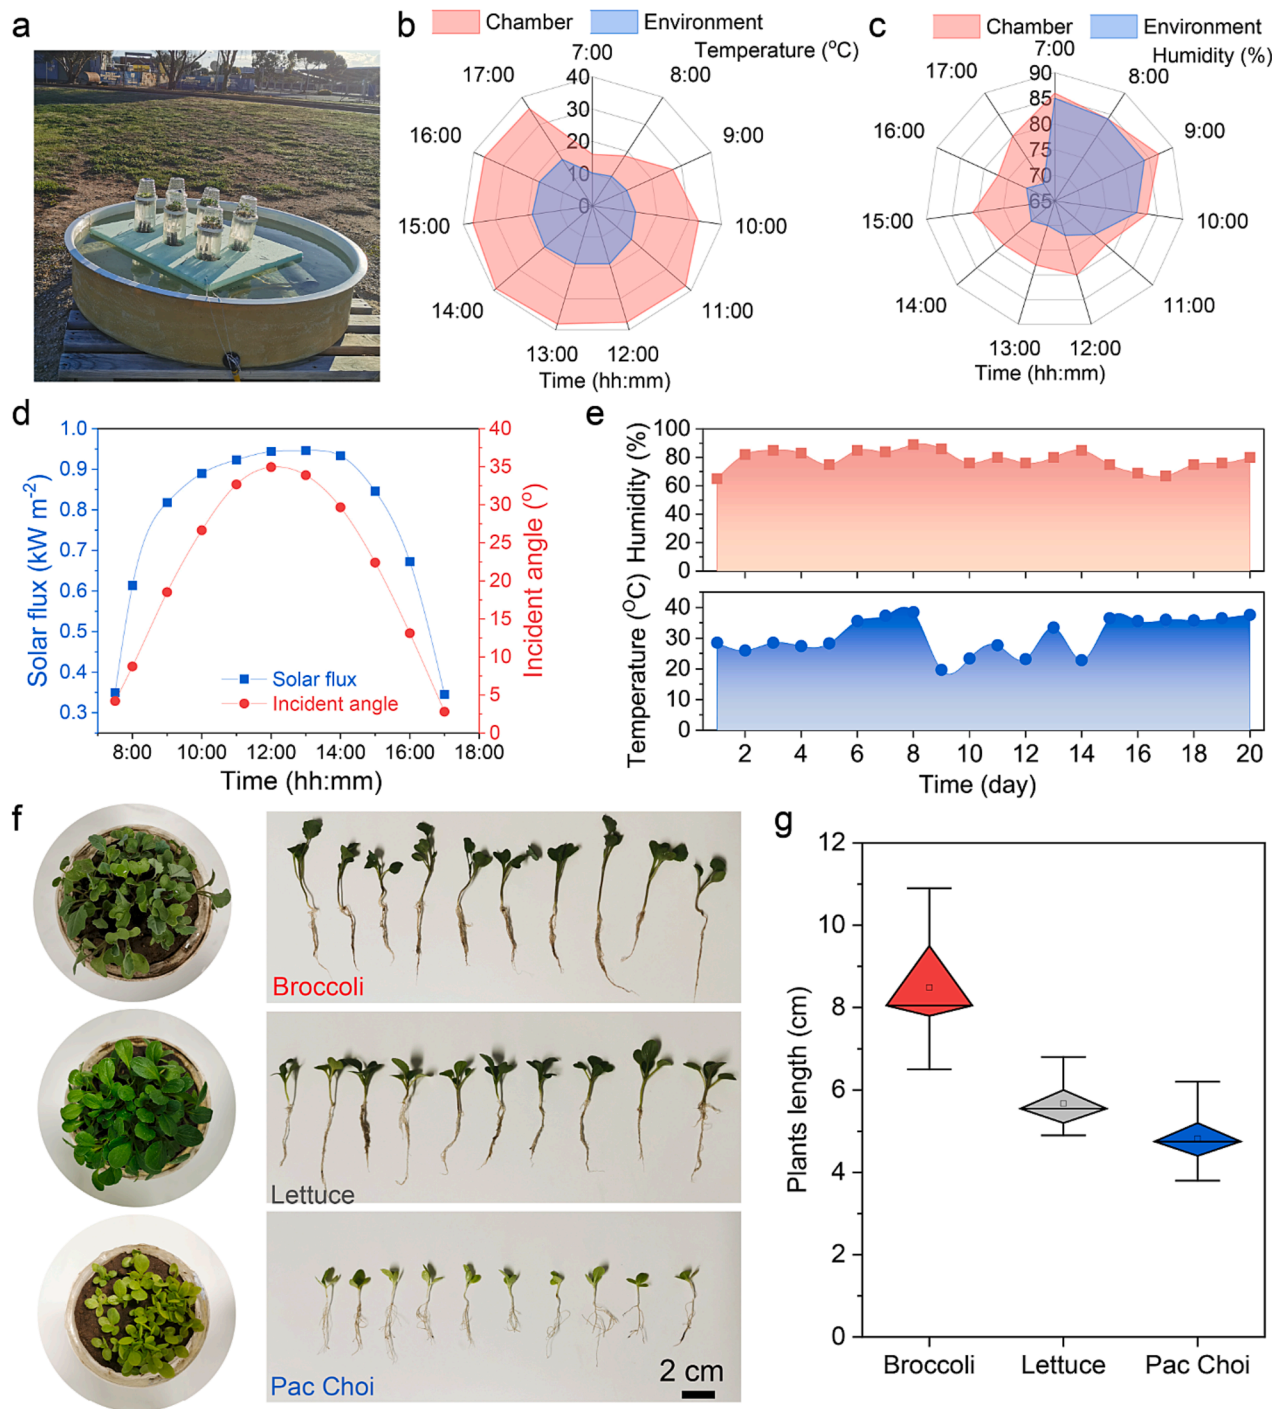 a
b
Chamber
Environment
Temperature (°C)
7:00
8:00
9:00
10:00
11:00
12:00
13:00
14:00
15:00
16:00
17:00
40
30
20
10
0
Time (hh:mm)
c
Chamber
Environment
Humidity (%)
7:00
8:00
9:00
10:00
11:00
12:00
13:00
14:00
15:00
16:00
17:00
90
85
80
75
70
65
Time (hh:mm)
d
Solar flux (kW m⁻²)
1.0
0.9
0.8
0.7
0.6
0.5
0.4
0.3
Incident angle (°)
40
35
30
25
20
15
10
5
0
Solar flux
Incident angle
8:00 10:00 12:00 14:00 16:00 18:00
Time (hh:mm)
e
Humidity (%)
100
80
60
40
20
0
Temperature (°C)
40
30
20
10
0
2 4 6 8 10 12 14 16 18 20
Time (day)
f
Broccoli
Lettuce
Pac Choi
2 cm
g
Plants length (cm)
12
10
8
6
4
2
0
Broccoli Lettuce Pac Choi